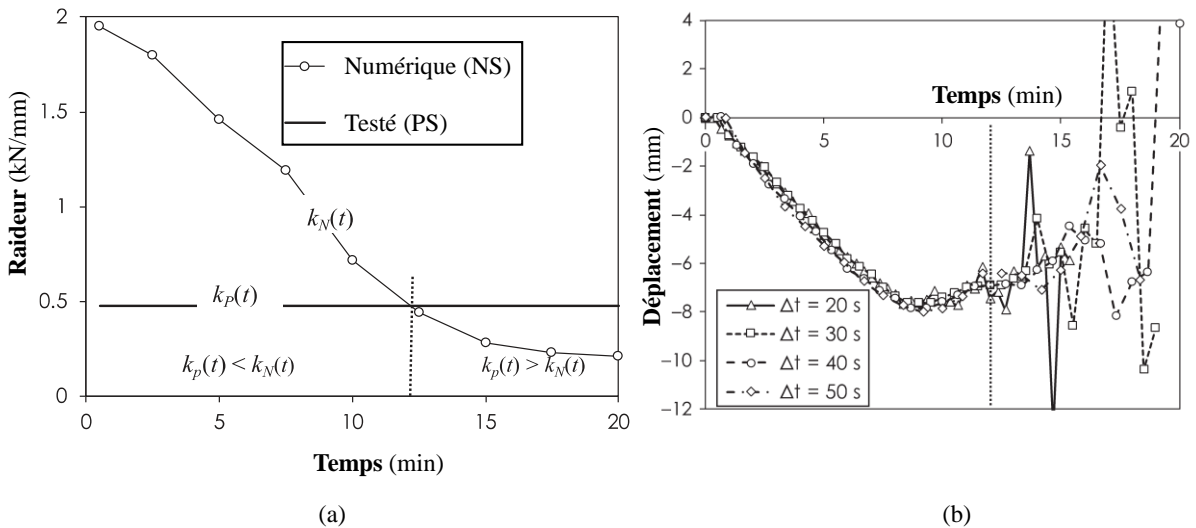 2
1.5
1
0.5
0
0
5
10
15
20
Raideur (kN/mm)
Numérique (NS)
Testé (PS)
kN(t)
kP(t)
kp(t) < kN(t)
kp(t) > kN(t)
Temps (min)
(a)
4
2
0
−2
−4
−6
−8
−10
−12
0
5
10
15
20
Déplacement (mm)
Temps (min)
Δt = 20 s
Δt = 30 s
Δt = 40 s
Δt = 50 s
(b)